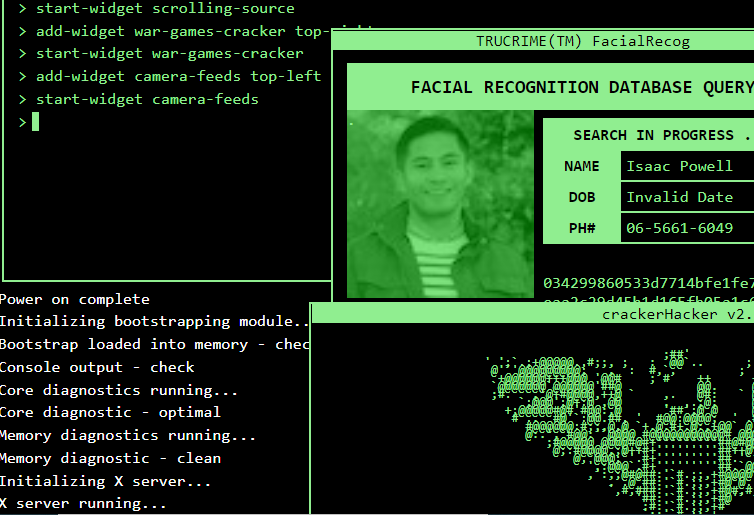 > start-widget scrolling-source
> add-widget war-games-cracker
> start-widget war-games-cracker
> add-widget camera-feeds top-left
> start-widget camera-feeds
>
TRUCRIME(TM) FacialRecog
FACIAL RECOGNITION DATABASE QUERY
SEARCH IN PROGRESS .
NAME Isaac Powell
DOB Invalid Date
PH# 06-5661-6049
034299860533d7714bfe1fe7
crackerHacker v2.
Power on complete
Initializing bootstrapping module..
Bootstrap loaded into memory - chec
Console output - check
Core diagnostics running...
Core diagnostic - optimal
Memory diagnostics running...
Memory diagnostic - clean
Initializing X server...
X server running...